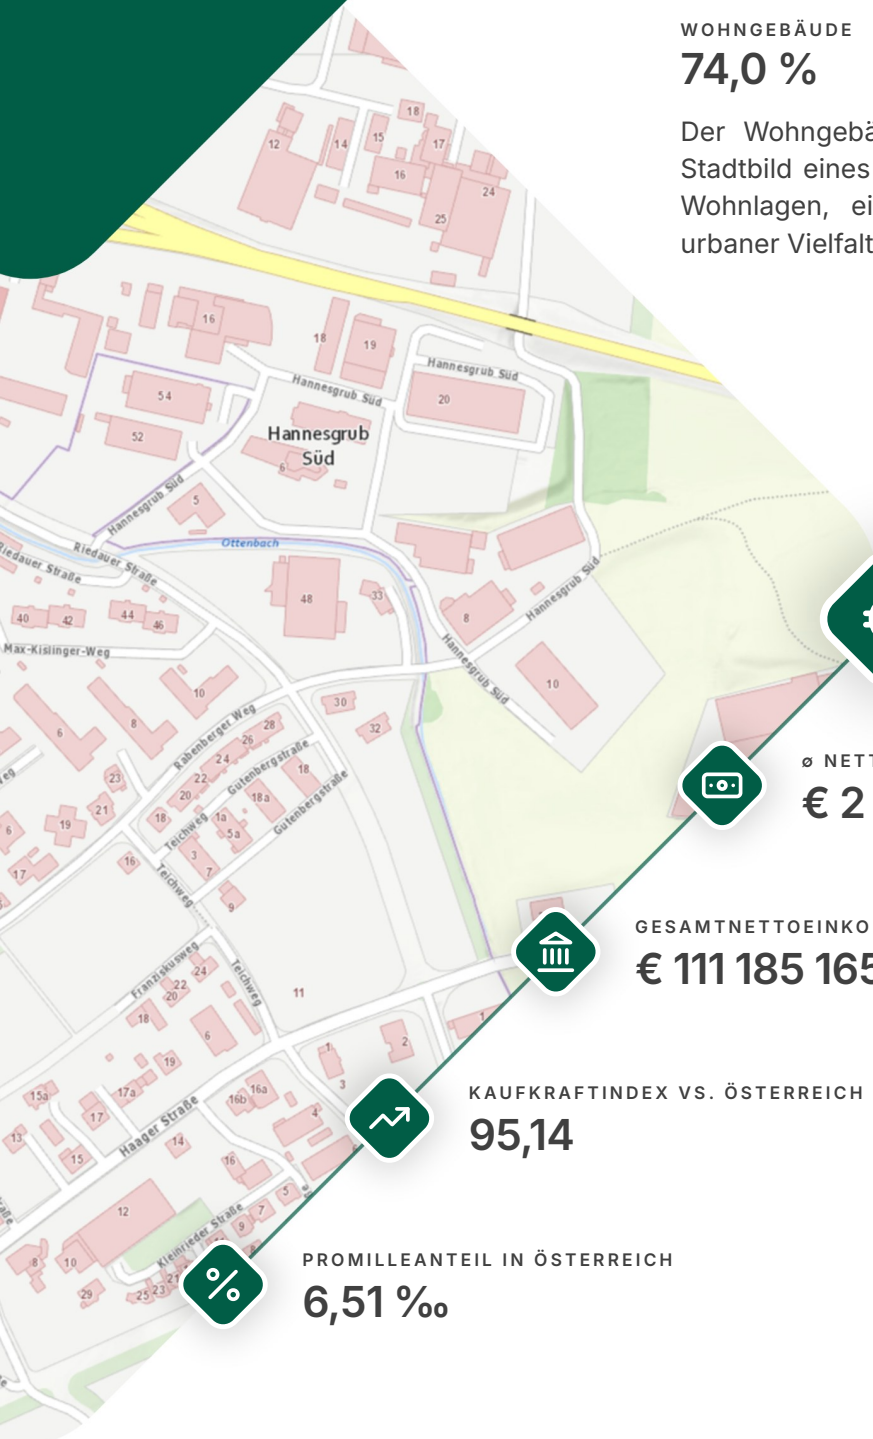 WOHNGEBÄUDE
74,0 %
Der Wohngebä
Stadtbild eines
Wohnlagen, ei
urbaner Vielfalt
18
12
14
15
17
16
24
25
16
18
19
Hannesgrub Süd
Hannesgrub Süd
20
54
52
Hannesgrub
Süd
6
5
Hannesgrub Süd
Riedauer Straße
Riedauer Straße
Ottenbach
48
33
8
Hannesgrub Süd
Hannesgrub Süd
40
42
44
46
Max-Kislinger-Weg
10
10
6
8
30
32
Rabenberger Weg
28
26
24
22
20
18
Gutenbergstraße
18
18a
Gutenbergstraße
1a
5a
Teichweg
3
7
23
21
19
6
17
16
Teichweg
9
ø NETT
€ 2
GESAMTNETTOEINKO
€ 111 185 165
Franziskusweg
24
22
20
18
Teichweg
11
6
19
1
2
1
3
KAUFKRAFTINDEX VS. ÖSTERREICH
95,14
15a
17a
17
13
15
16b
16a
4
Haager Straße
14
16
12
5
7
9
Kleinrieder Straße
8
10
29
25
23
21
PROMILLEANTEIL IN ÖSTERREICH
6,51 ‰